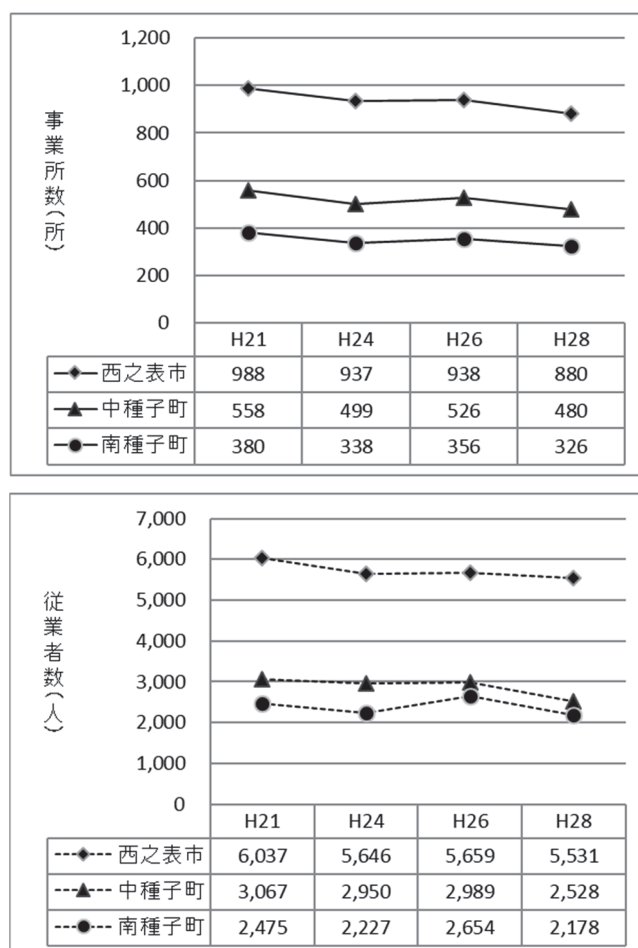 1,200
1,000
800
600
400
200
0
事業所数(所)
H21 H24 H26 H28
西之表市 988 937 938 880
中種子町 558 499 526 480
南種子町 380 338 356 326
7,000
6,000
5,000
4,000
3,000
2,000
1,000
0
従業者数(人)
H21 H24 H26 H28
西之表市 6,037 5,646 5,659 5,531
中種子町 3,067 2,950 2,989 2,528
南種子町 2,475 2,227 2,654 2,178